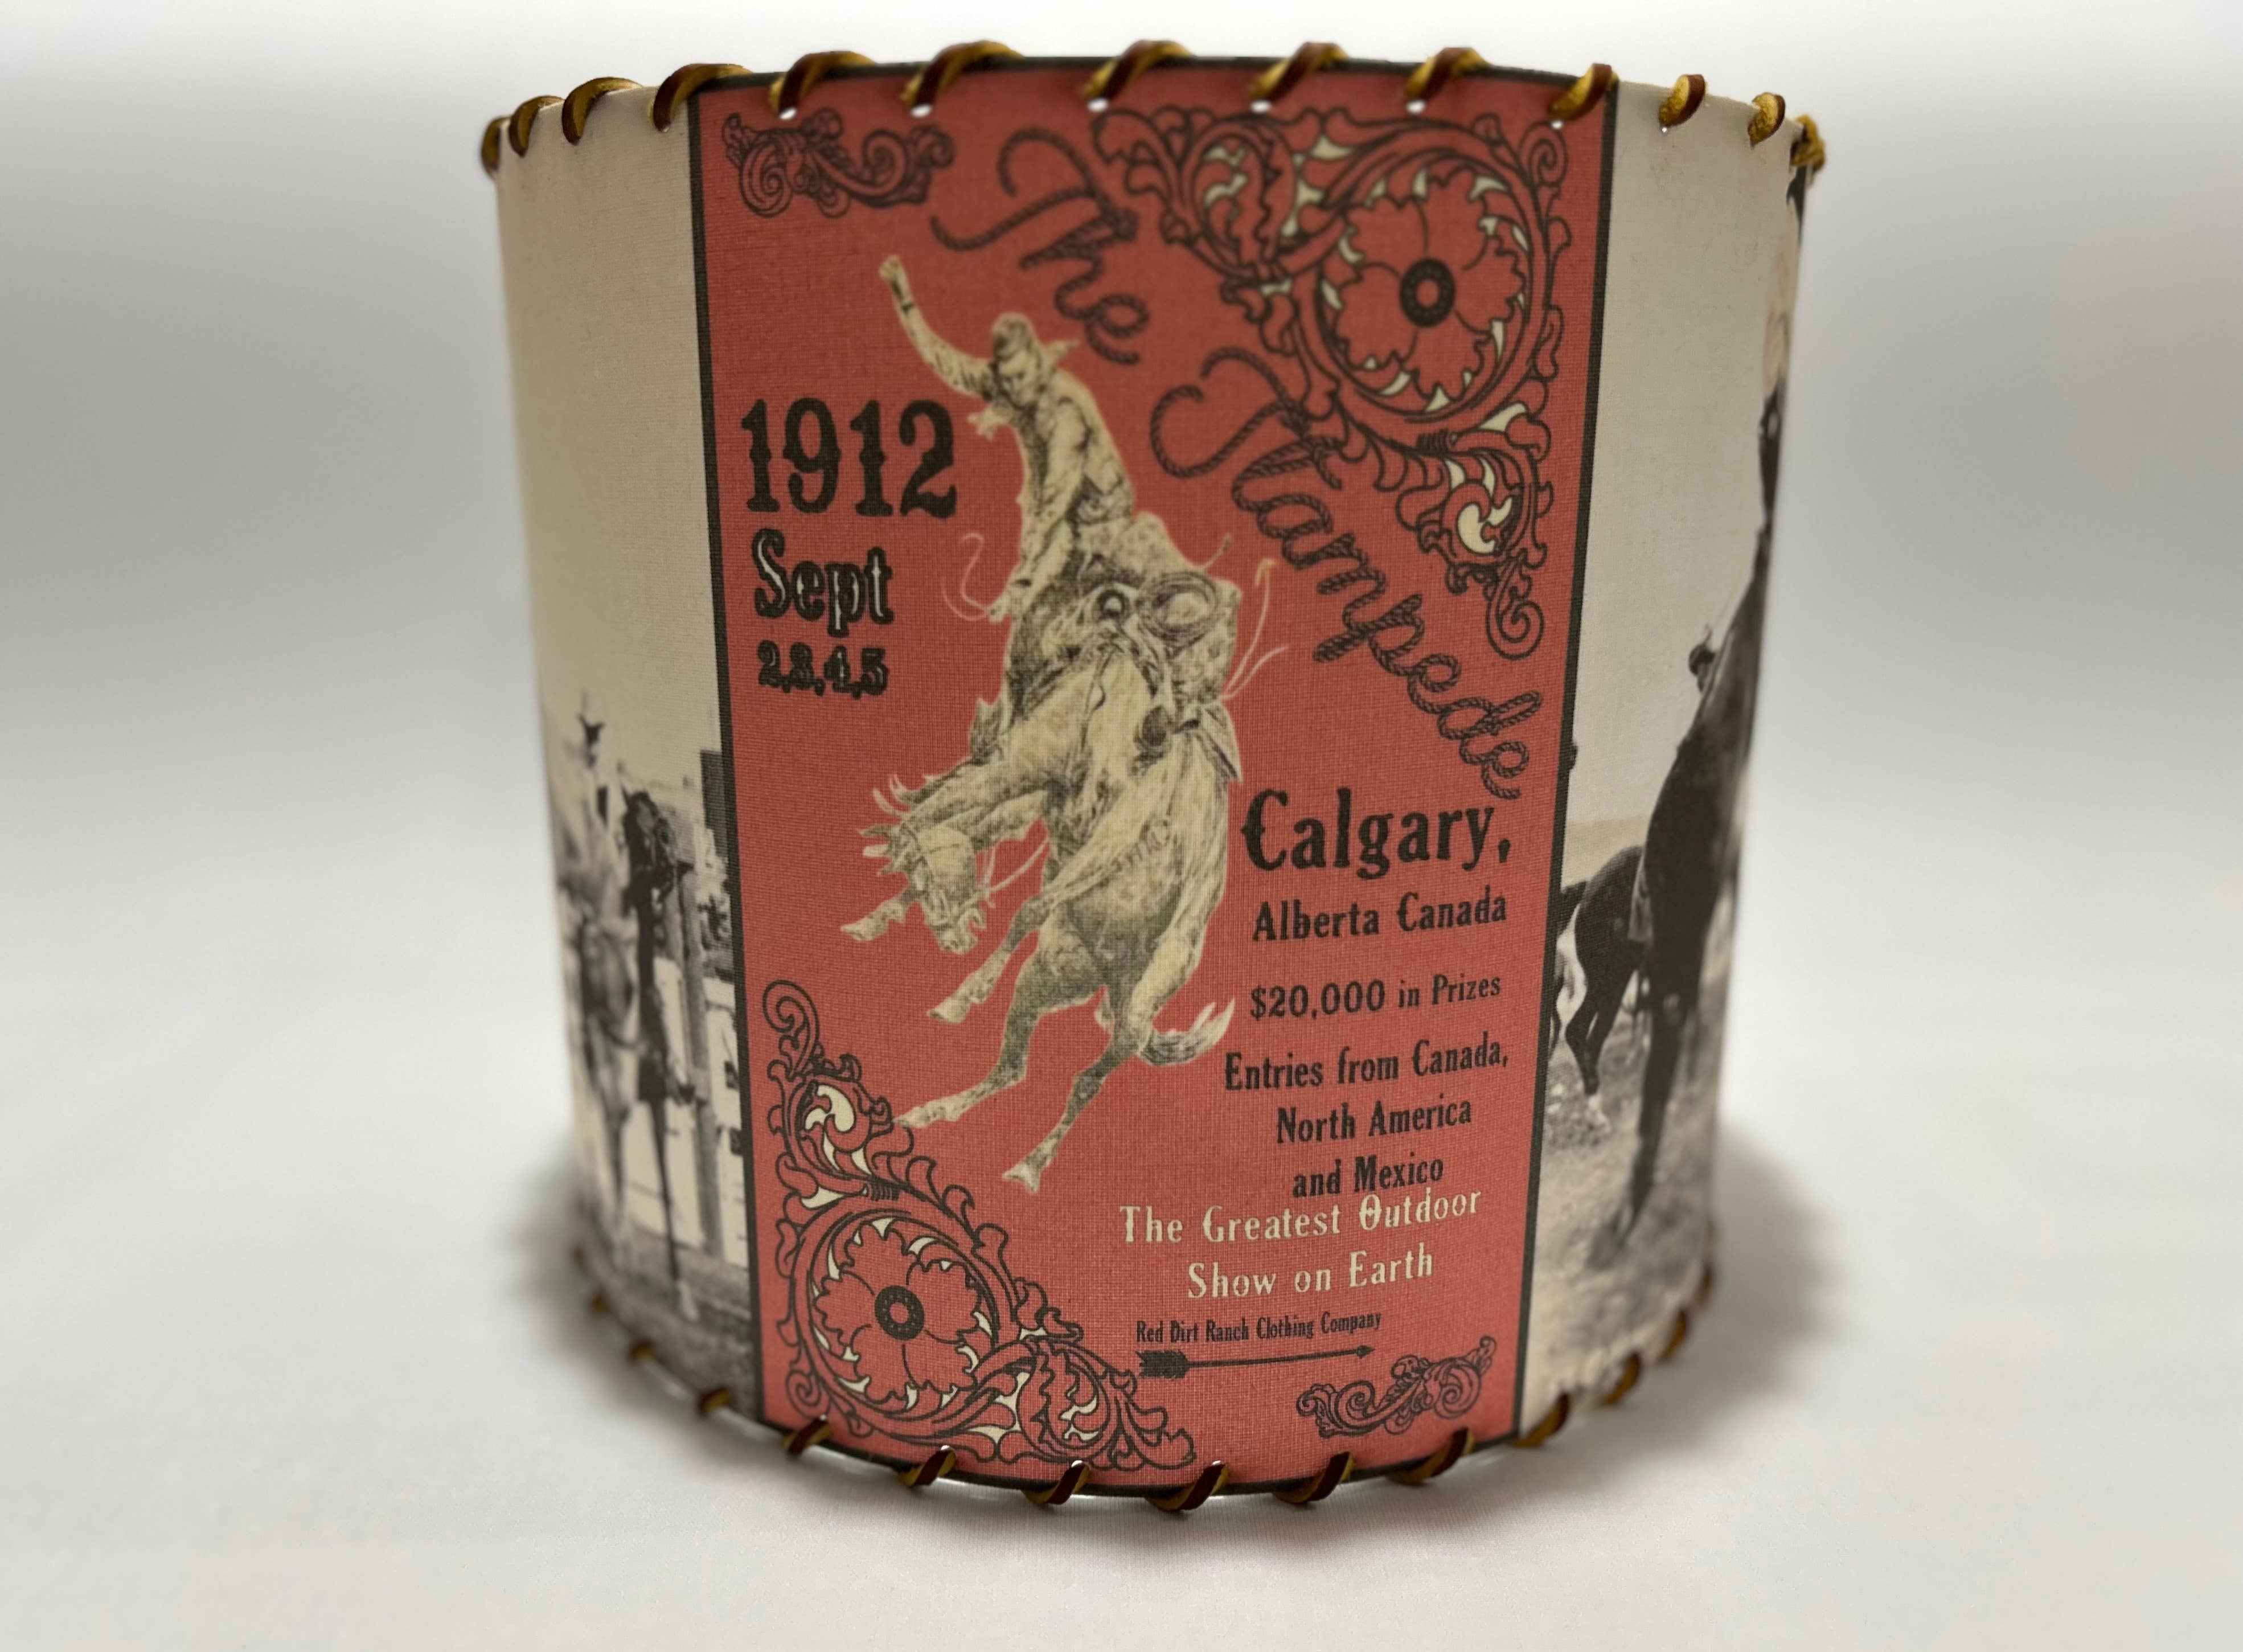 The Stampede
1912
Sept
2,3,4,5
Calgary,
Alberta Canada
$20,000 in Prizes
Entries from Canada,
North America
and Mexico
The Greatest Outdoor
Show on Earth
Red Dirt Ranch Clothing Company